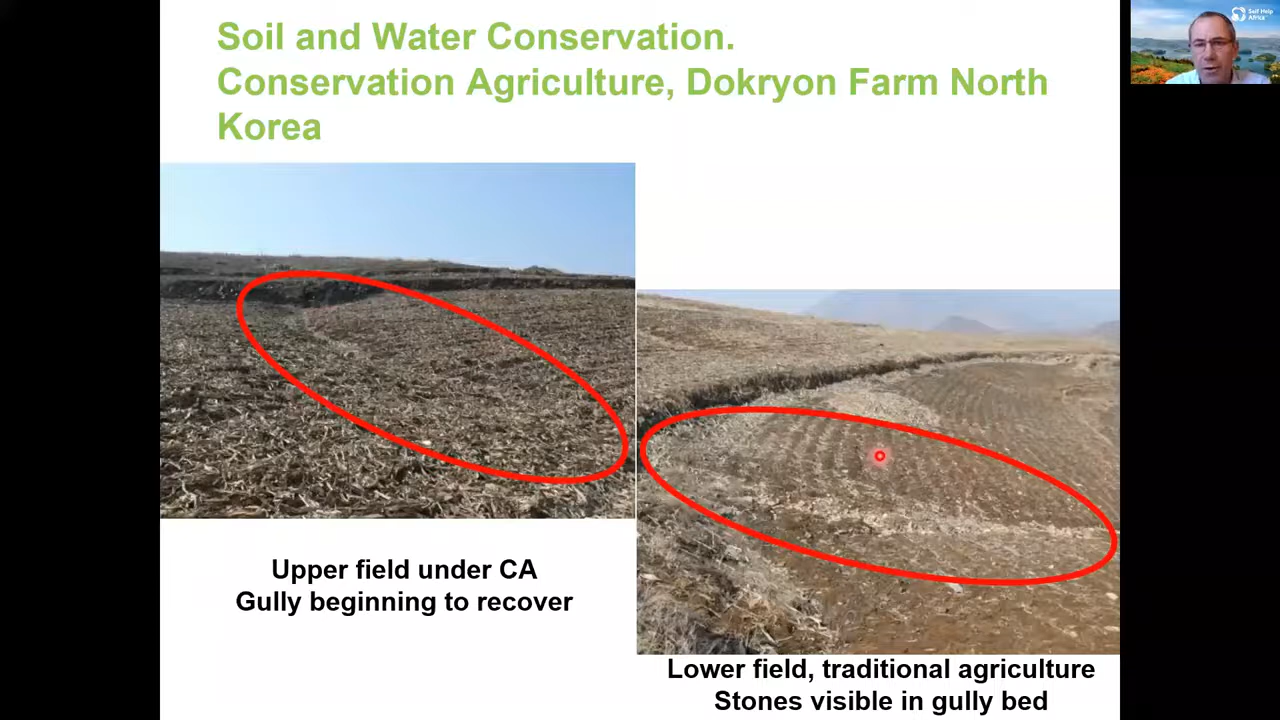 Soil and Water Conservation.
Conservation Agriculture, Dokryon Farm North
Korea
Self Help
Africa
Upper field under CA
Gully beginning to recover
Lower field, traditional agriculture
Stones visible in gully bed